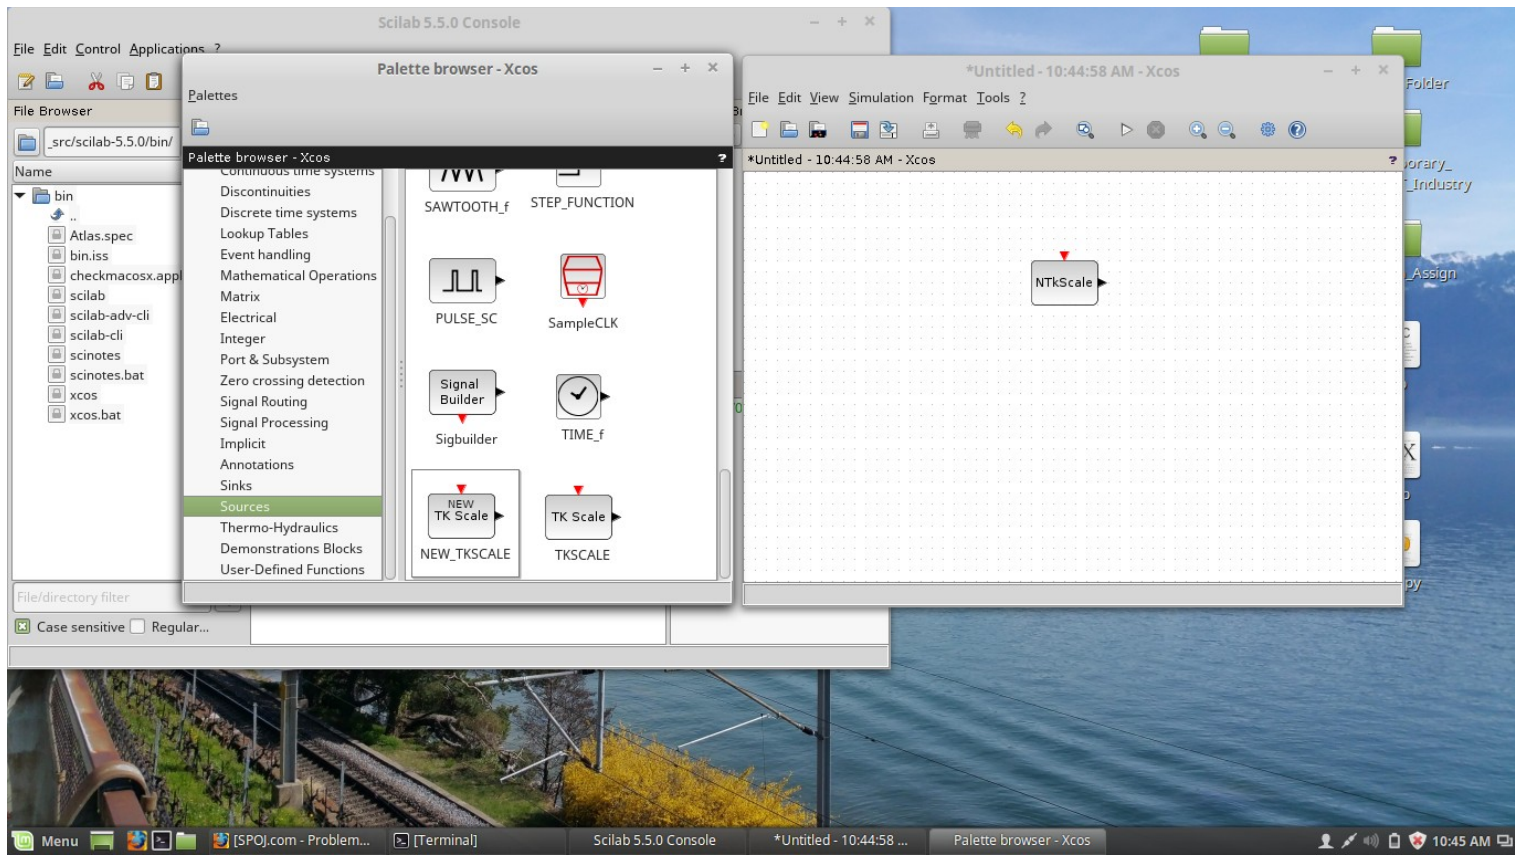 Scilab 5.5.0 Console
File Edit Control Applications ?
File Browser
_src/scilab-5.5.0/bin/
Name
bin
..
Atlas.spec
bin.iss
checkmacosx.appl
scilab
scilab-adv-cli
scilab-cli
scinotes
scinotes.bat
xcos
xcos.bat
File/directory filter
Case sensitive Regular...
Palette browser - Xcos
Palettes
Palette browser - Xcos ?
Continuous time systems
Discontinuities
Discrete time systems
Lookup Tables
Event handling
Mathematical Operations
Matrix
Electrical
Integer
Port & Subsystem
Zero crossing detection
Signal Routing
Signal Processing
Implicit
Annotations
Sinks
Sources
Thermo-Hydraulics
Demonstrations Blocks
User-Defined Functions
SAWTOOTH_f STEP_FUNCTION
PULSE_SC SampleCLK
Signal
Builder
Sigbuilder TIME_f
NEW
TK Scale TK Scale
NEW_TKSCALE TKSCALE
*Untitled - 10:44:58 AM - Xcos
File Edit View Simulation Format Tools ?
*Untitled - 10:44:58 AM - Xcos ?
NTkScale
Folder
orary_
_Industry
_Assign
py
Menu [SPOJ.com - Problem... [Terminal] Scilab 5.5.0 Console *Untitled - 10:44:58 ... Palette browser - Xcos 10:45 AM